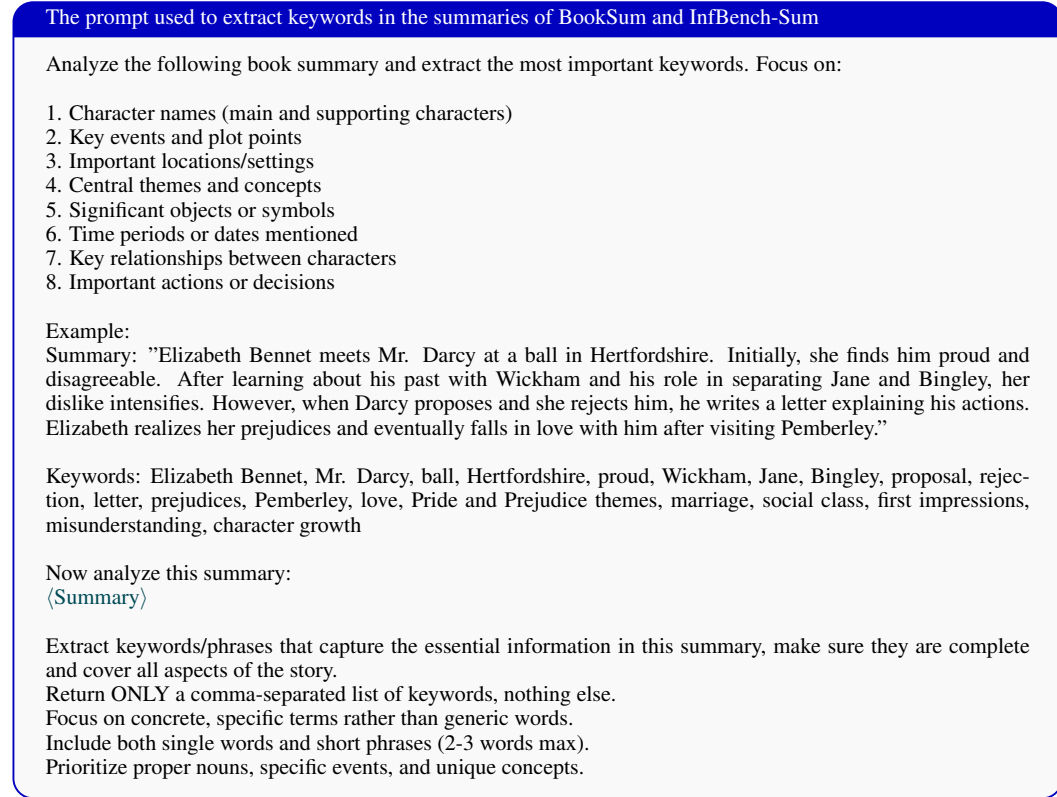 The prompt used to extract keywords in the summaries of BookSum and InfBench-Sum
Analyze the following book summary and extract the most important keywords. Focus on:
1. Character names (main and supporting characters)
2. Key events and plot points
3. Important locations/settings
4. Central themes and concepts
5. Significant objects or symbols
6. Time periods or dates mentioned
7. Key relationships between characters
8. Important actions or decisions
Example:
Summary: ”Elizabeth Bennet meets Mr. Darcy at a ball in Hertfordshire. Initially, she finds him proud and
disagreeable. After learning about his past with Wickham and his role in separating Jane and Bingley, her
dislike intensifies. However, when Darcy proposes and she rejects him, he writes a letter explaining his actions.
Elizabeth realizes her prejudices and eventually falls in love with him after visiting Pemberley.”
Keywords: Elizabeth Bennet, Mr. Darcy, ball, Hertfordshire, proud, Wickham, Jane, Bingley, proposal, rejec-
tion, letter, prejudices, Pemberley, love, Pride and Prejudice themes, marriage, social class, first impressions,
misunderstanding, character growth
Now analyze this summary:
⟨Summary⟩
Extract keywords/phrases that capture the essential information in this summary, make sure they are complete
and cover all aspects of the story.
Return ONLY a comma-separated list of keywords, nothing else.
Focus on concrete, specific terms rather than generic words.
Include both single words and short phrases (2-3 words max).
Prioritize proper nouns, specific events, and unique concepts.